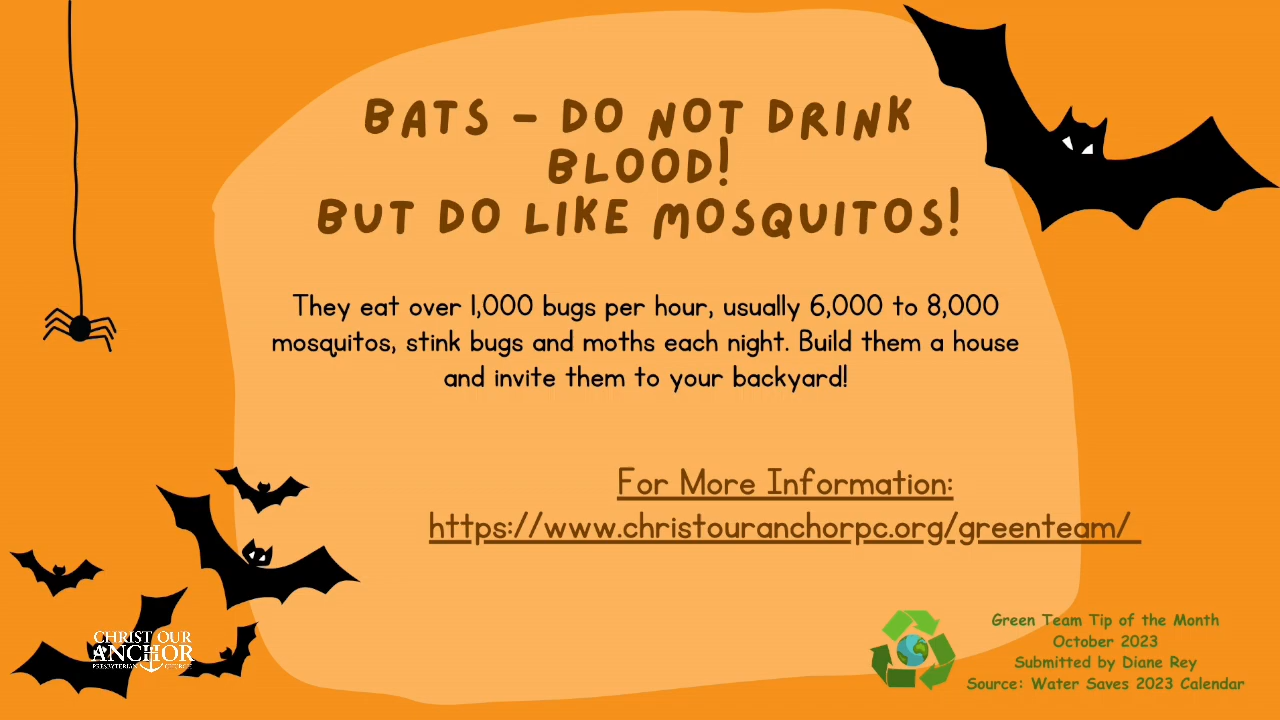 BATS - DO NOT DRINK
BLOOD!
BUT DO LIKE MOSQUITOS!
They eat over 1,000 bugs per hour, usually 6,000 to 8,000
mosquitos, stink bugs and moths each night. Build them a house
and invite them to your backyard!
For More Information:
https://www.christouranchorpc.org/greenteam/
CHRIST OUR
ANCHOR
PRESBYTERIAN CHURCH
Green Team Tip of the Month
October 2023
Submitted by Diane Rey
Source: Water Saves 2023 Calendar